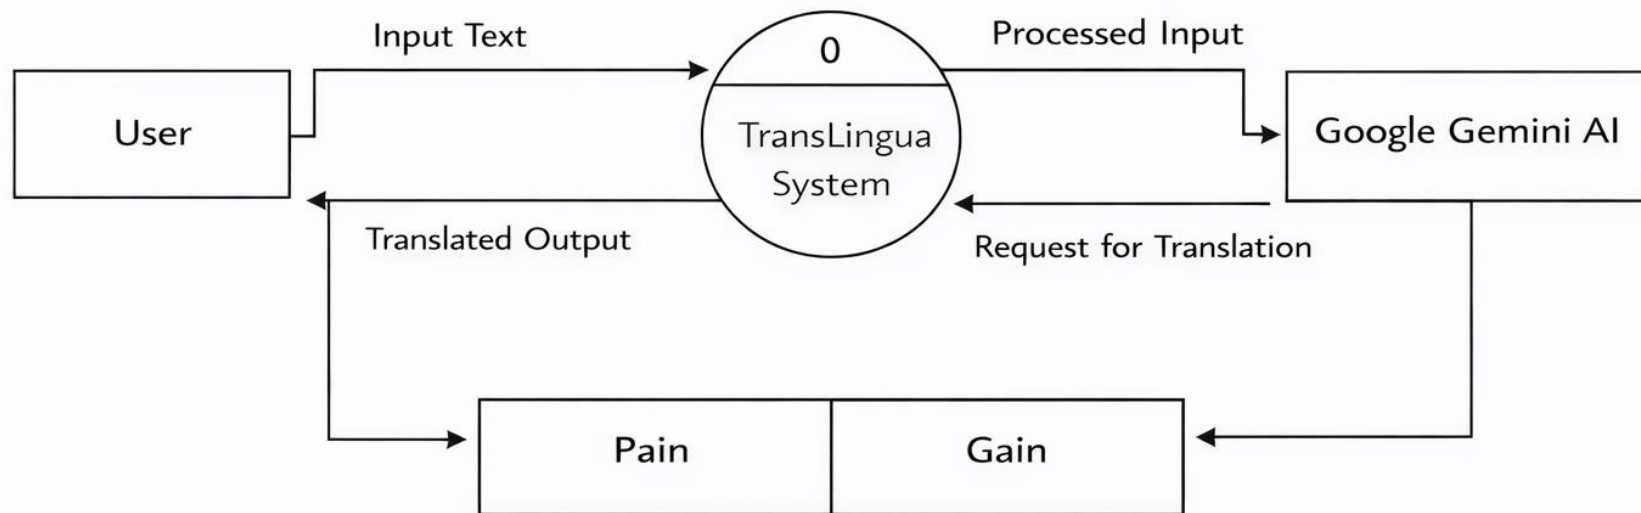 Input Text
0
Processed Input
User
TransLingua
System
Google Gemini AI
Translated Output
Request for Translation
Pain
Gain